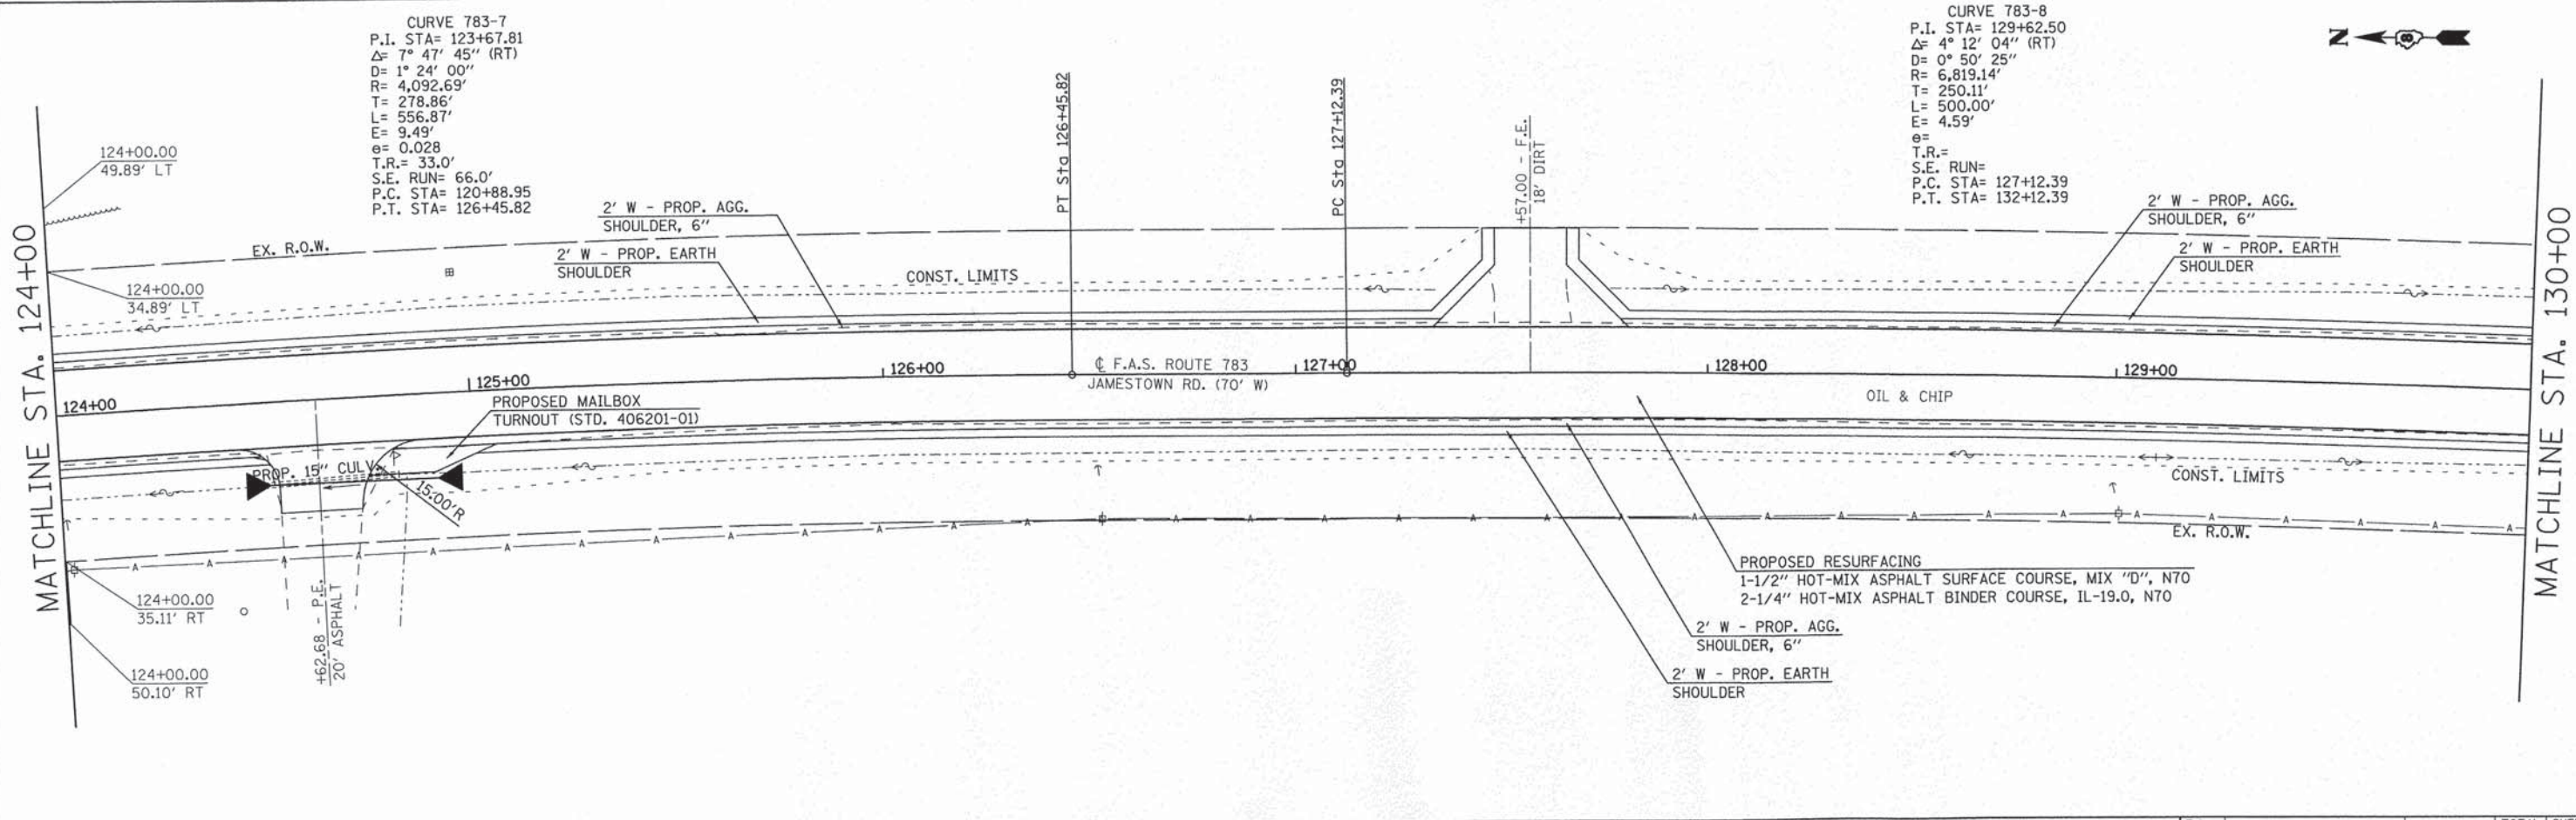 CURVE 783-7
P.I. STA= 123+67.81
Δ= 7° 47' 45" (RT)
D= 1° 24' 00"
R= 4,092.69'
T= 278.86'
L= 556.87'
E= 9.49'
e= 0.028
T.R.= 33.0'
S.E. RUN= 66.0'
P.C. STA= 120+88.95
P.T. STA= 126+45.82
CURVE 783-8
P.I. STA= 129+62.50
Δ= 4° 12' 04" (RT)
D= 0° 50' 25"
R= 6,819.14'
T= 250.11'
L= 500.00'
E= 4.59'
e=
T.R.=
S.E. RUN=
P.C. STA= 127+12.39
P.T. STA= 132+12.39
N
MATCHLINE STA. 124+00
124+00.00
49.89' LT
EX. R.O.W.
124+00.00
34.89' LT
2' W - PROP. AGG.
SHOULDER, 6"
2' W - PROP. EARTH
SHOULDER
CONST. LIMITS
PT Sta 126+45.82
PC Sta 127+12.39
+57.00 - F.E.
18' DIRT
2' W - PROP. AGG.
SHOULDER, 6"
2' W - PROP. EARTH
SHOULDER
MATCHLINE STA. 130+00
124+00
125+00
126+00
℄ F.A.S. ROUTE 783
JAMESTOWN RD. (70' W)
127+00
128+00
129+00
OIL & CHIP
PROPOSED MAILBOX
TURNOUT (STD. 406201-01)
PROP. 15" CULV.
15.00'R
CONST. LIMITS
EX. R.O.W.
A A A A A A A A A A A A A A A A A A A A A A A A A A A A A A A
124+00.00
35.11' RT
124+00.00
50.10' RT
+62.68 - P.E.
20' ASPHALT
PROPOSED RESURFACING
1-1/2" HOT-MIX ASPHALT SURFACE COURSE, MIX "D", N70
2-1/4" HOT-MIX ASPHALT BINDER COURSE, IL-19.0, N70
2' W - PROP. AGG.
SHOULDER, 6"
2' W - PROP. EARTH
SHOULDER